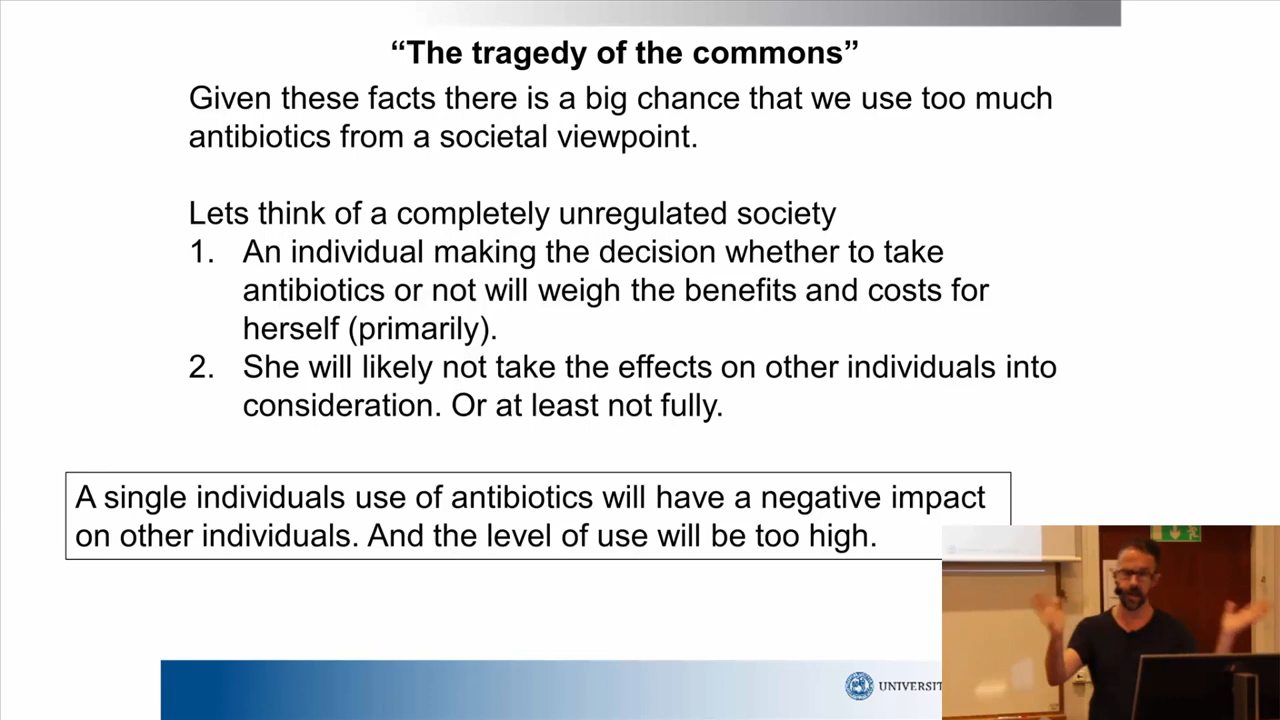 “The tragedy of the commons”
Given these facts there is a big chance that we use too much
antibiotics from a societal viewpoint.
Lets think of a completely unregulated society
1. An individual making the decision whether to take
antibiotics or not will weigh the benefits and costs for
herself (primarily).
2. She will likely not take the effects on other individuals into
consideration. Or at least not fully.
A single individuals use of antibiotics will have a negative impact
on other individuals. And the level of use will be too high.